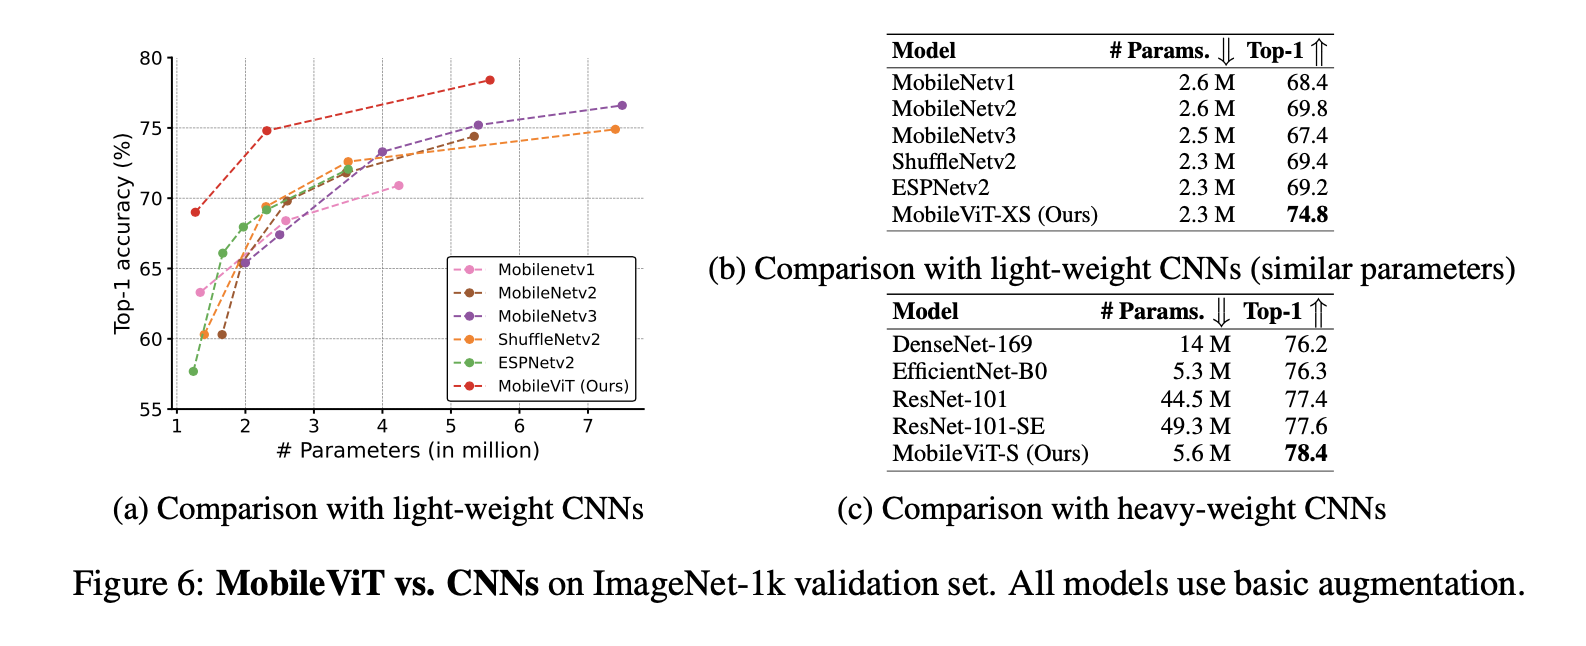 80
75
70
65
60
55
Top-1 accuracy (%)
1 2 3 4 5 6 7
# Parameters (in million)
Mobilenetv1
MobileNetv2
MobileNetv3
ShuffleNetv2
ESPNetv2
MobileViT (Ours)
(a) Comparison with light-weight CNNs
Model # Params. ⇓ Top-1 ⇑
MobileNetv1 2.6 M 68.4
MobileNetv2 2.6 M 69.8
MobileNetv3 2.5 M 67.4
ShuffleNetv2 2.3 M 69.4
ESPNetv2 2.3 M 69.2
MobileViT-XS (Ours) 2.3 M 74.8
(b) Comparison with light-weight CNNs (similar parameters)
Model # Params. ⇓ Top-1 ⇑
DenseNet-169 14 M 76.2
EfficientNet-B0 5.3 M 76.3
ResNet-101 44.5 M 77.4
ResNet-101-SE 49.3 M 77.6
MobileViT-S (Ours) 5.6 M 78.4
(c) Comparison with heavy-weight CNNs
Figure 6: MobileViT vs. CNNs on ImageNet-1k validation set. All models use basic augmentation.